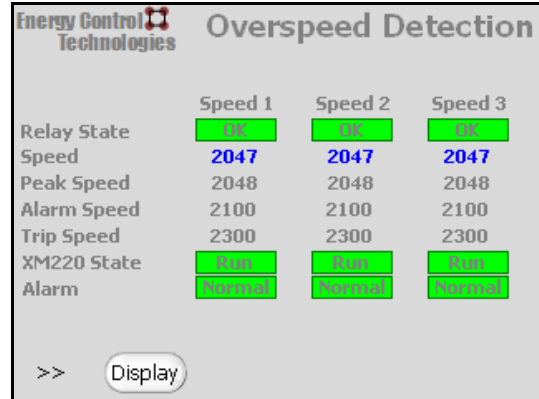 Energy Control Technologies
Overspeed Detection
Speed 1 Speed 2 Speed 3
Relay State OK OK OK
Speed 2047 2047 2047
Peak Speed 2048 2048 2048
Alarm Speed 2100 2100 2100
Trip Speed 2300 2300 2300
XM220 State Run Run Run
Alarm Normal Normal Normal
>> Display